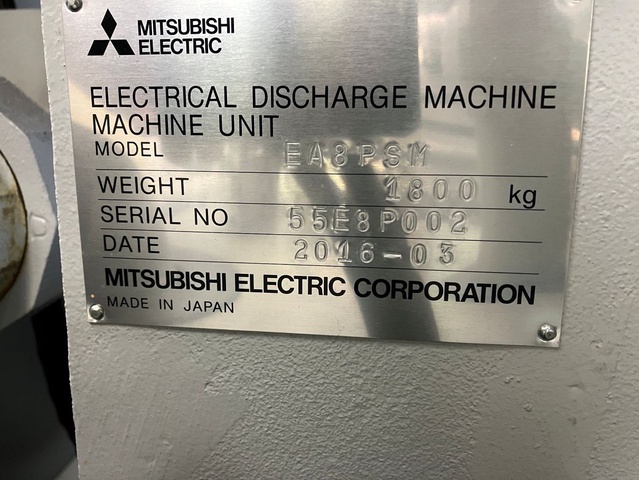 MITSUBISHI
ELECTRIC
ELECTRICAL DISCHARGE MACHINE
MACHINE UNIT
MODEL EA8PSM
WEIGHT 1800 kg
SERIAL NO 55E8P002
DATE 2016-03
MITSUBISHI ELECTRIC CORPORATION
MADE IN JAPAN